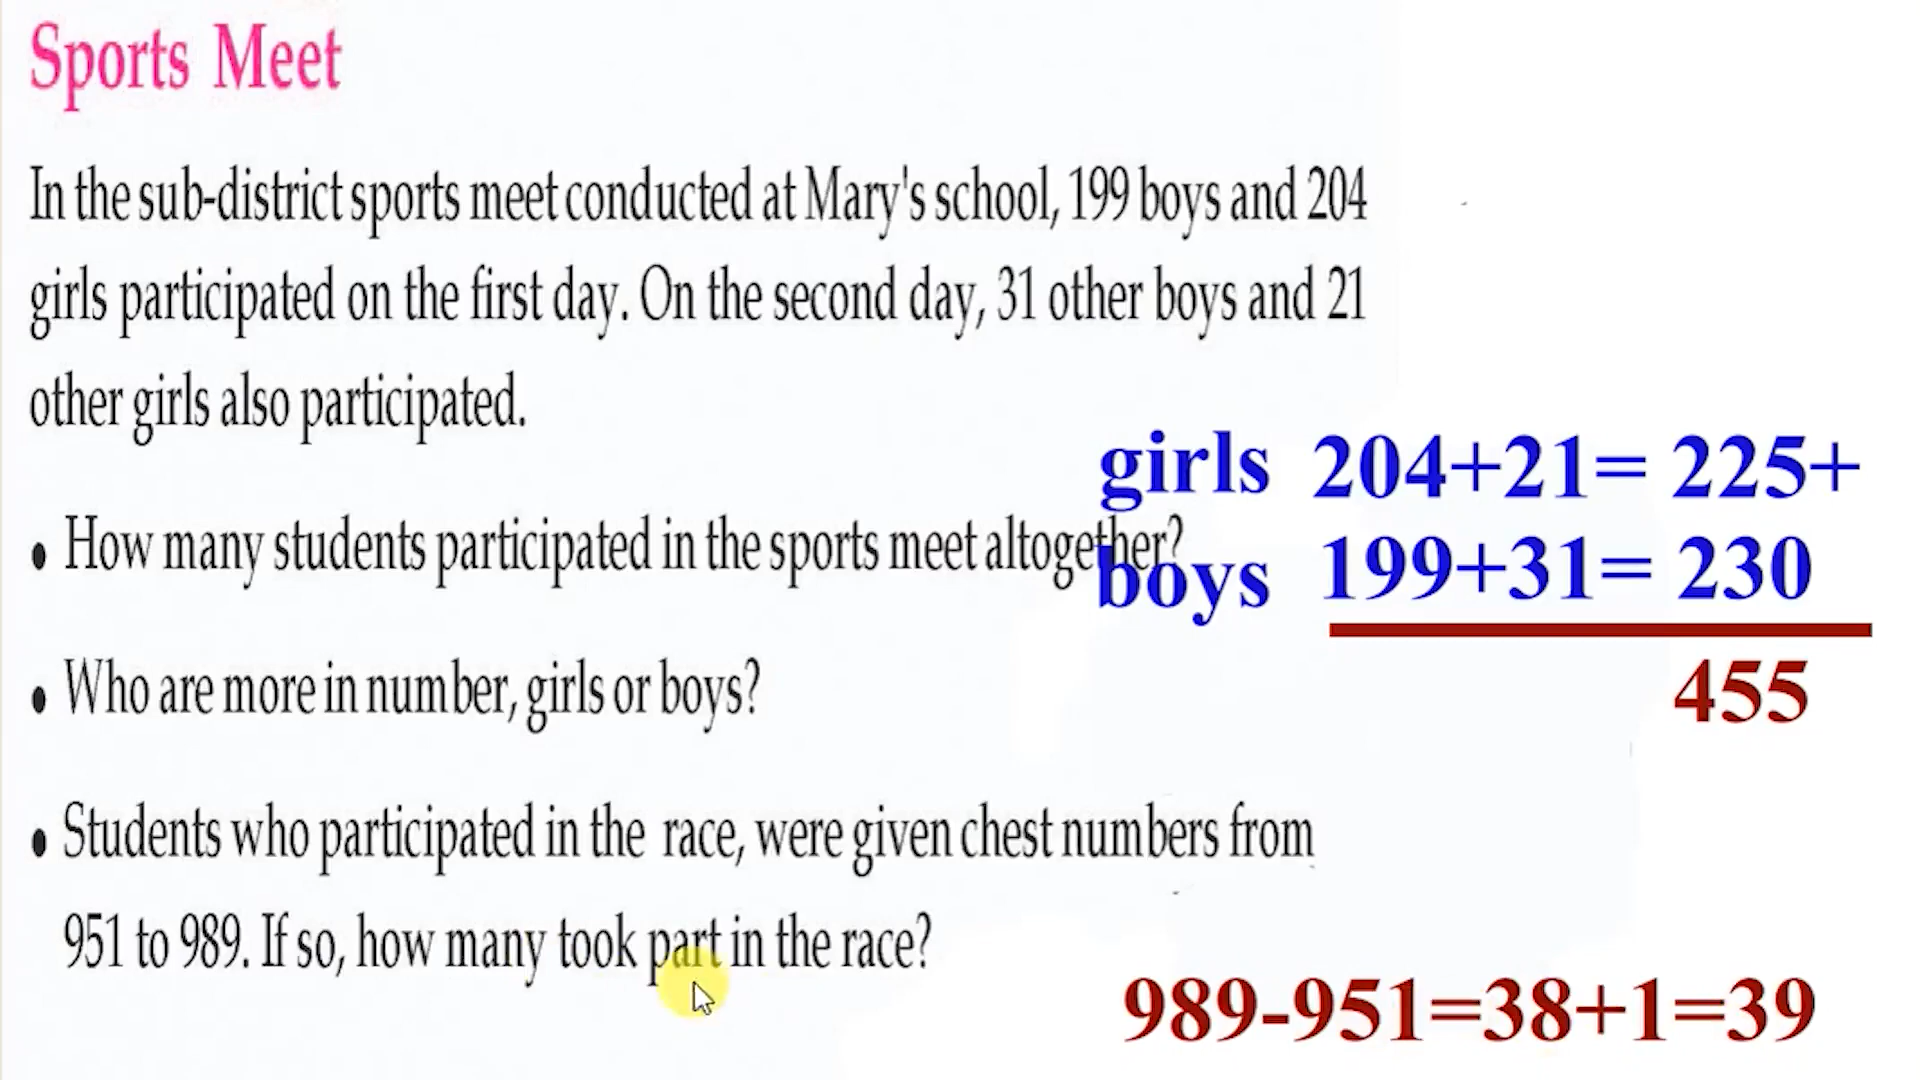 Sports Meet
In the sub-district sports meet conducted at Mary's school, 199 boys and 204
girls participated on the first day. On the second day, 31 other boys and 21
other girls also participated.
girls 204+21= 225+
• How many students participated in the sports meet altogether?
boys 199+31= 230
455
• Who are more in number, girls or boys?
• Students who participated in the race, were given chest numbers from
951 to 989. If so, how many took part in the race?
989-951=38+1=39